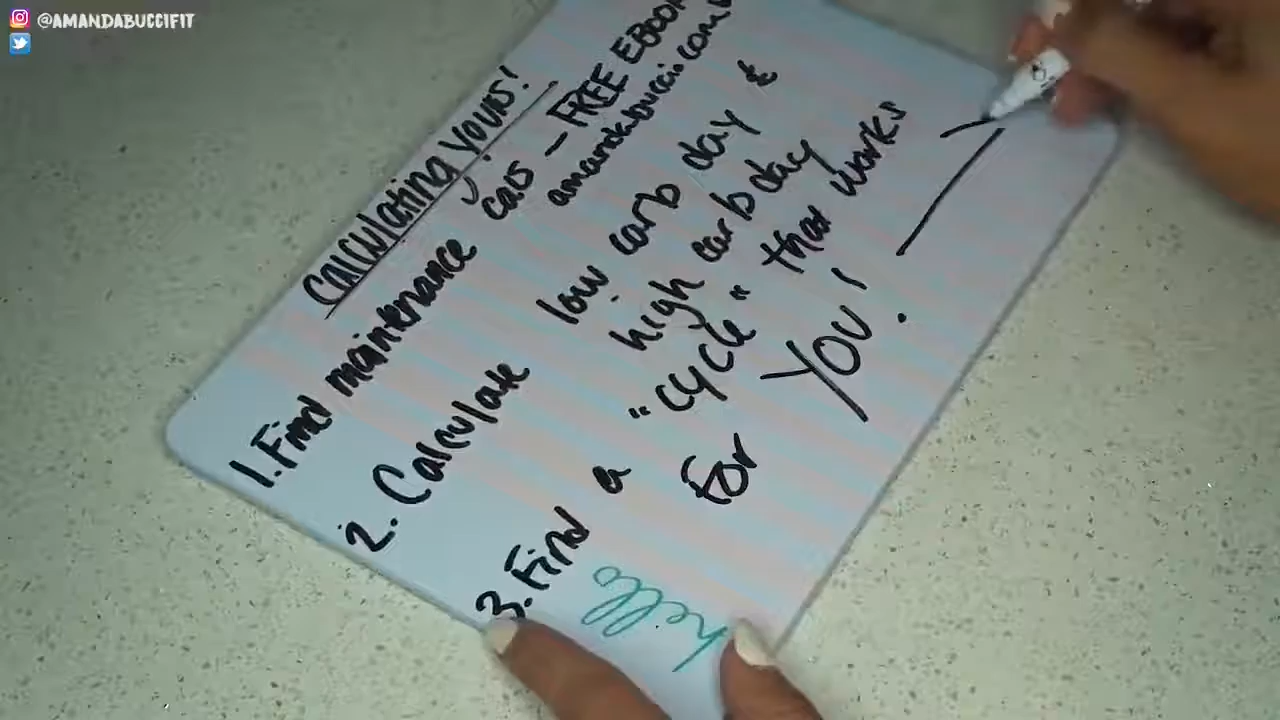 @AMANDABUCCIFIT
CALCULATING YOURS!
1. Find maintenance cals - FREE EBOOK
amandabucci.com
2. Calculate low carb day &
high carb day
3. Find a "cycle" that works
for YOU!
hello